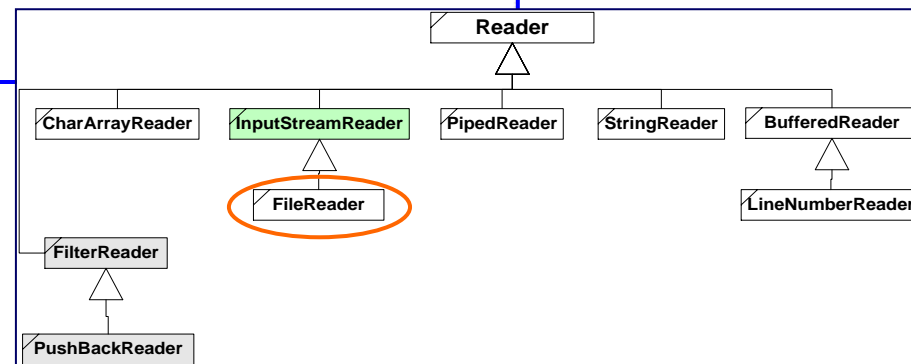 Reader
CharArrayReader
InputStreamReader
PipedReader
StringReader
BufferedReader
FileReader
LineNumberReader
FilterReader
PushBackReader